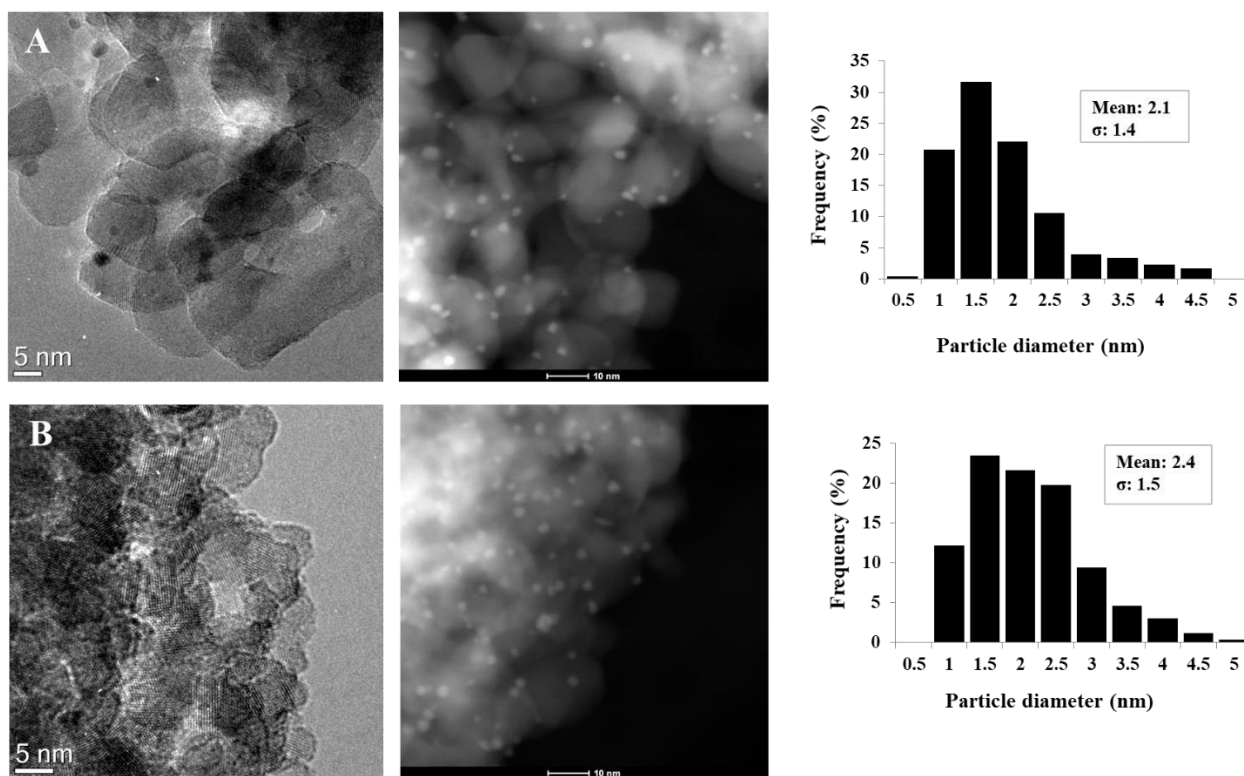 A
5 nm
10 nm
Frequency (%)
35
30
25
20
15
10
5
0
Mean: 2.1
σ: 1.4
0.5 1 1.5 2 2.5 3 3.5 4 4.5 5
Particle diameter (nm)
B
5 nm
10 nm
Frequency (%)
25
20
15
10
5
0
Mean: 2.4
σ: 1.5
0.5 1 1.5 2 2.5 3 3.5 4 4.5 5
Particle diameter (nm)